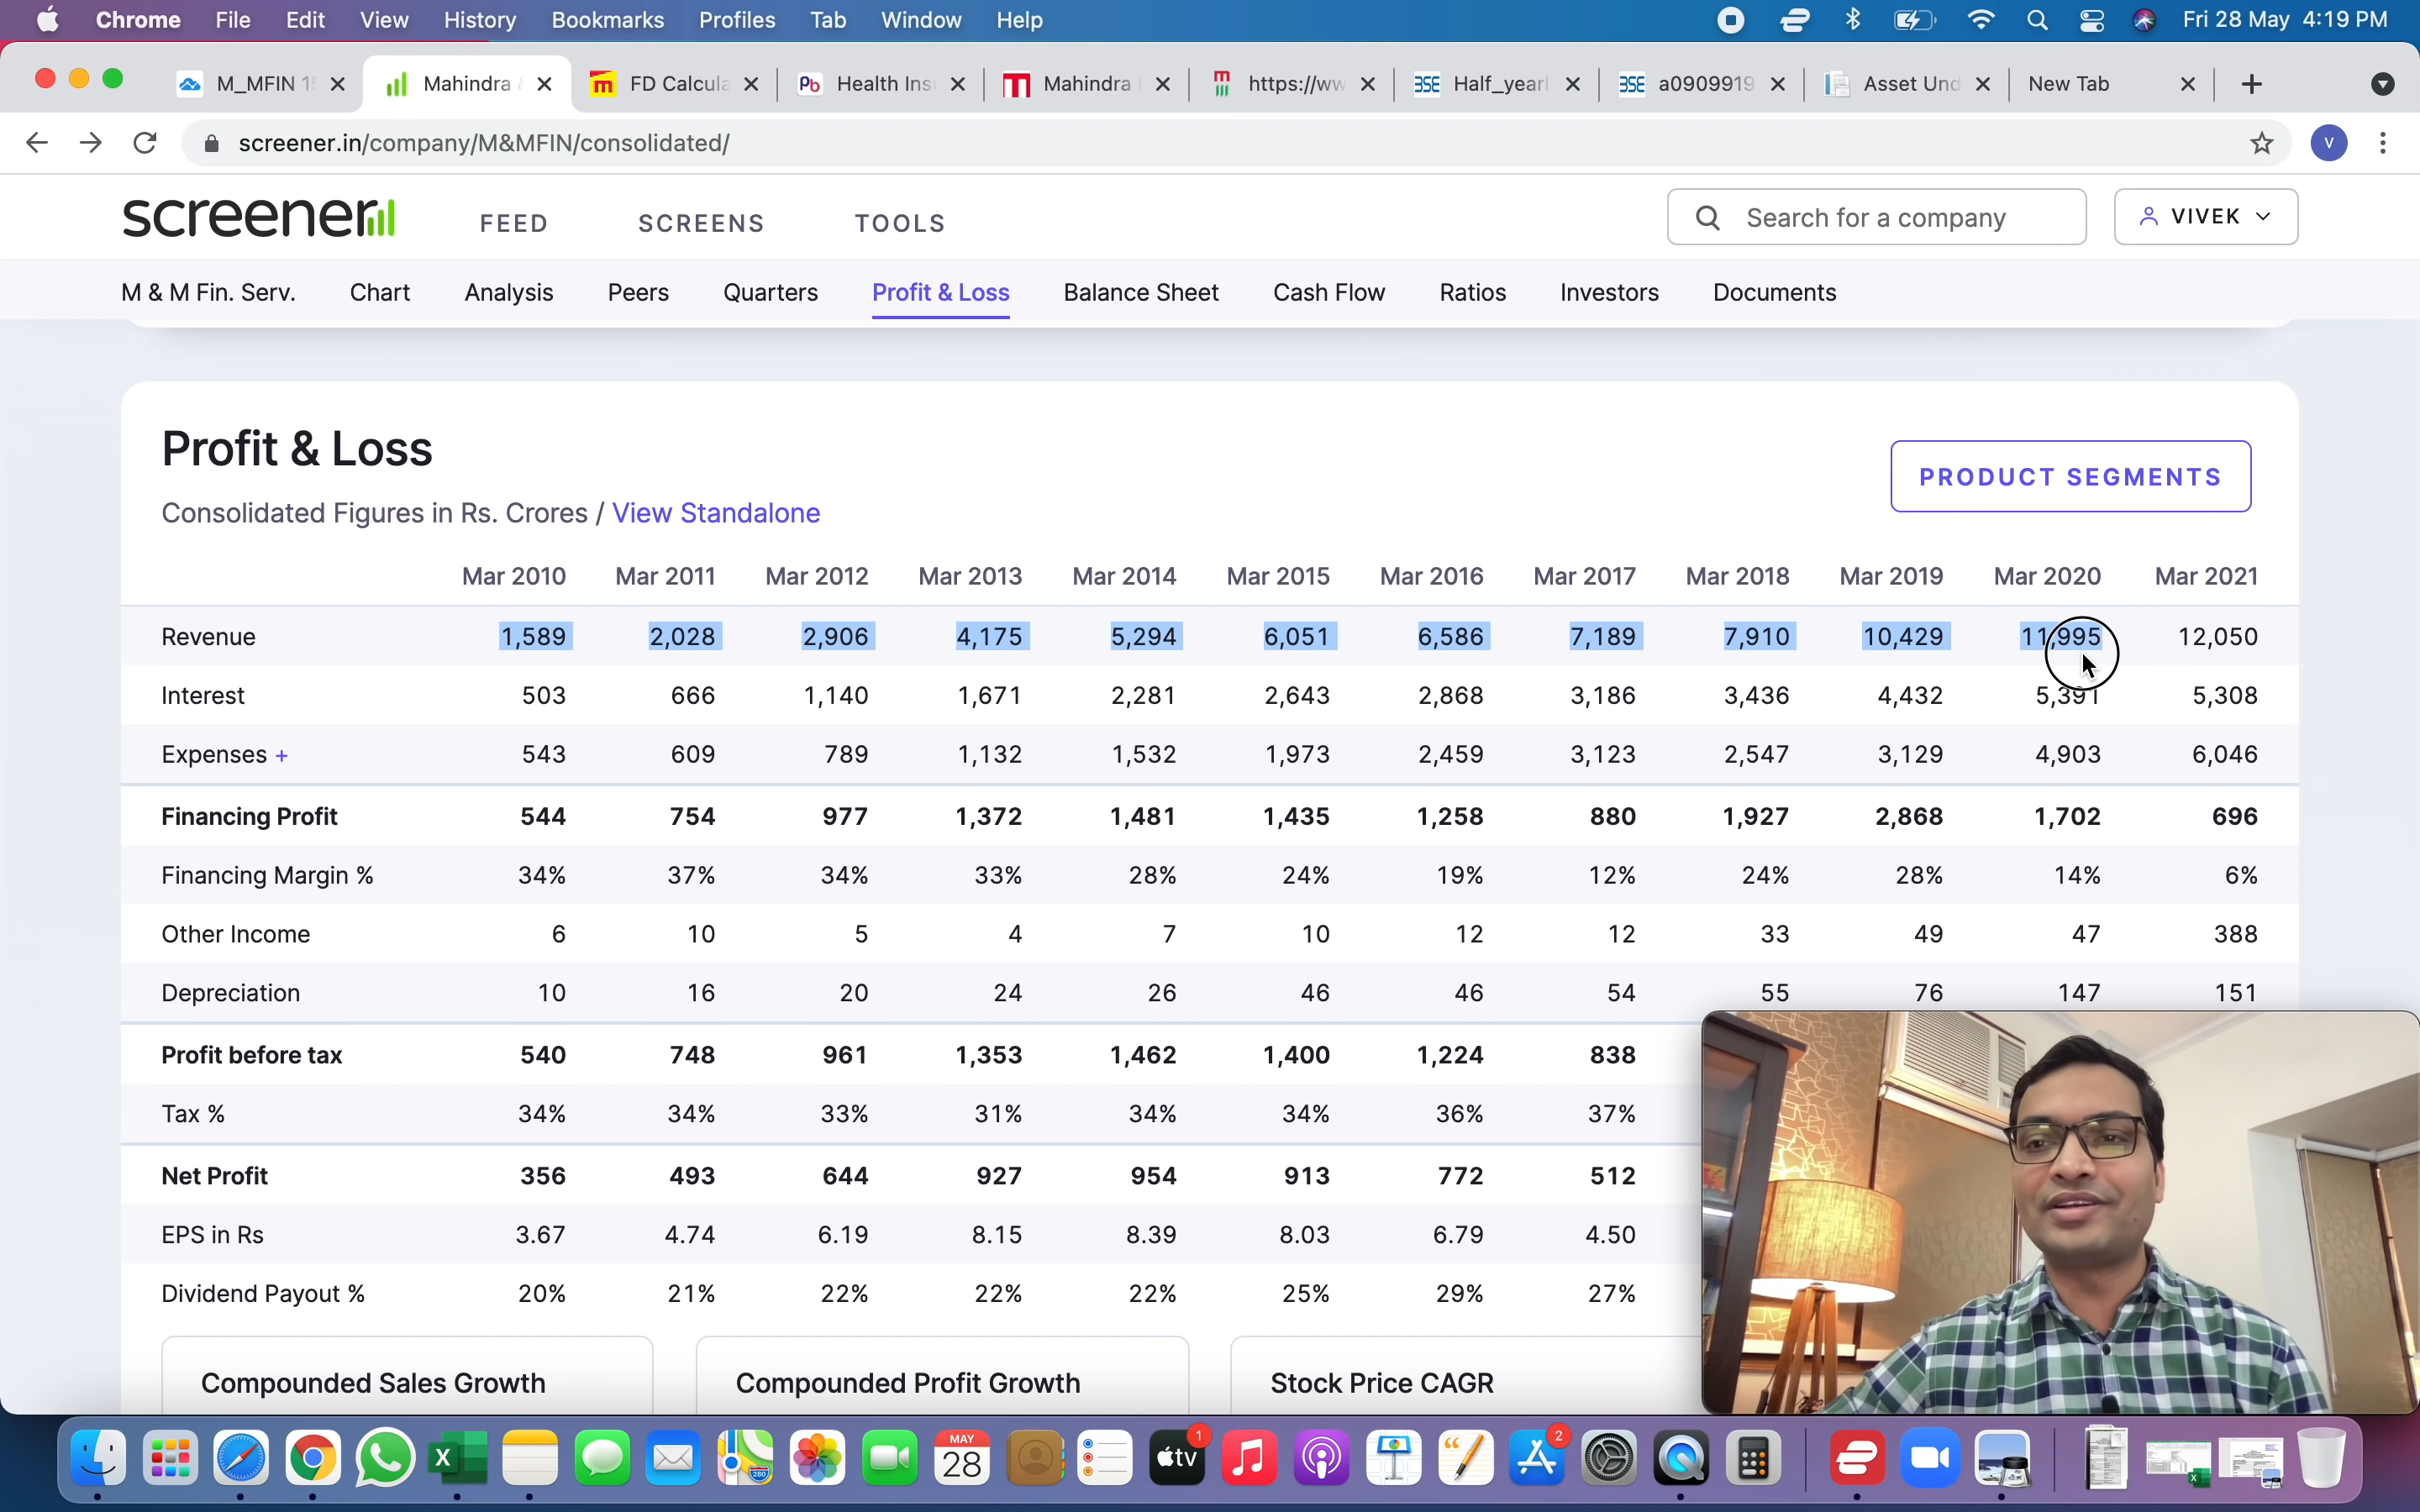 Chrome File Edit View History Bookmarks Profiles Tab Window Help Fri 28 May 4:19 PM
M_MFIN Mahindra FD Calcula Health Ins Mahindra https://ww Half_yearl a0909919 Asset Und New Tab
screener.in/company/M&MFIN/consolidated/ V
screener FEED SCREENS TOOLS Search for a company VIVEK
M & M Fin. Serv. Chart Analysis Peers Quarters Profit & Loss Balance Sheet Cash Flow Ratios Investors Documents
Profit & Loss
PRODUCT SEGMENTS
Consolidated Figures in Rs. Crores / View Standalone
Mar 2010 Mar 2011 Mar 2012 Mar 2013 Mar 2014 Mar 2015 Mar 2016 Mar 2017 Mar 2018 Mar 2019 Mar 2020 Mar 2021
Revenue 1,589 2,028 2,906 4,175 5,294 6,051 6,586 7,189 7,910 10,429 11,995 12,050
Interest 503 666 1,140 1,671 2,281 2,643 2,868 3,186 3,436 4,432 5,391 5,308
Expenses + 543 609 789 1,132 1,532 1,973 2,459 3,123 2,547 3,129 4,903 6,046
Financing Profit 544 754 977 1,372 1,481 1,435 1,258 880 1,927 2,868 1,702 696
Financing Margin % 34% 37% 34% 33% 28% 24% 19% 12% 24% 28% 14% 6%
Other Income 6 10 5 4 7 10 12 12 33 49 47 388
Depreciation 10 16 20 24 26 46 46 54 55 76 147 151
Profit before tax 540 748 961 1,353 1,462 1,400 1,224 838
Tax % 34% 34% 33% 31% 34% 34% 36% 37%
Net Profit 356 493 644 927 954 913 772 512
EPS in Rs 3.67 4.74 6.19 8.15 8.39 8.03 6.79 4.50
Dividend Payout % 20% 21% 22% 22% 22% 25% 29% 27%
Compounded Sales Growth Compounded Profit Growth Stock Price CAGR
MAY 28 tv 1 2 280